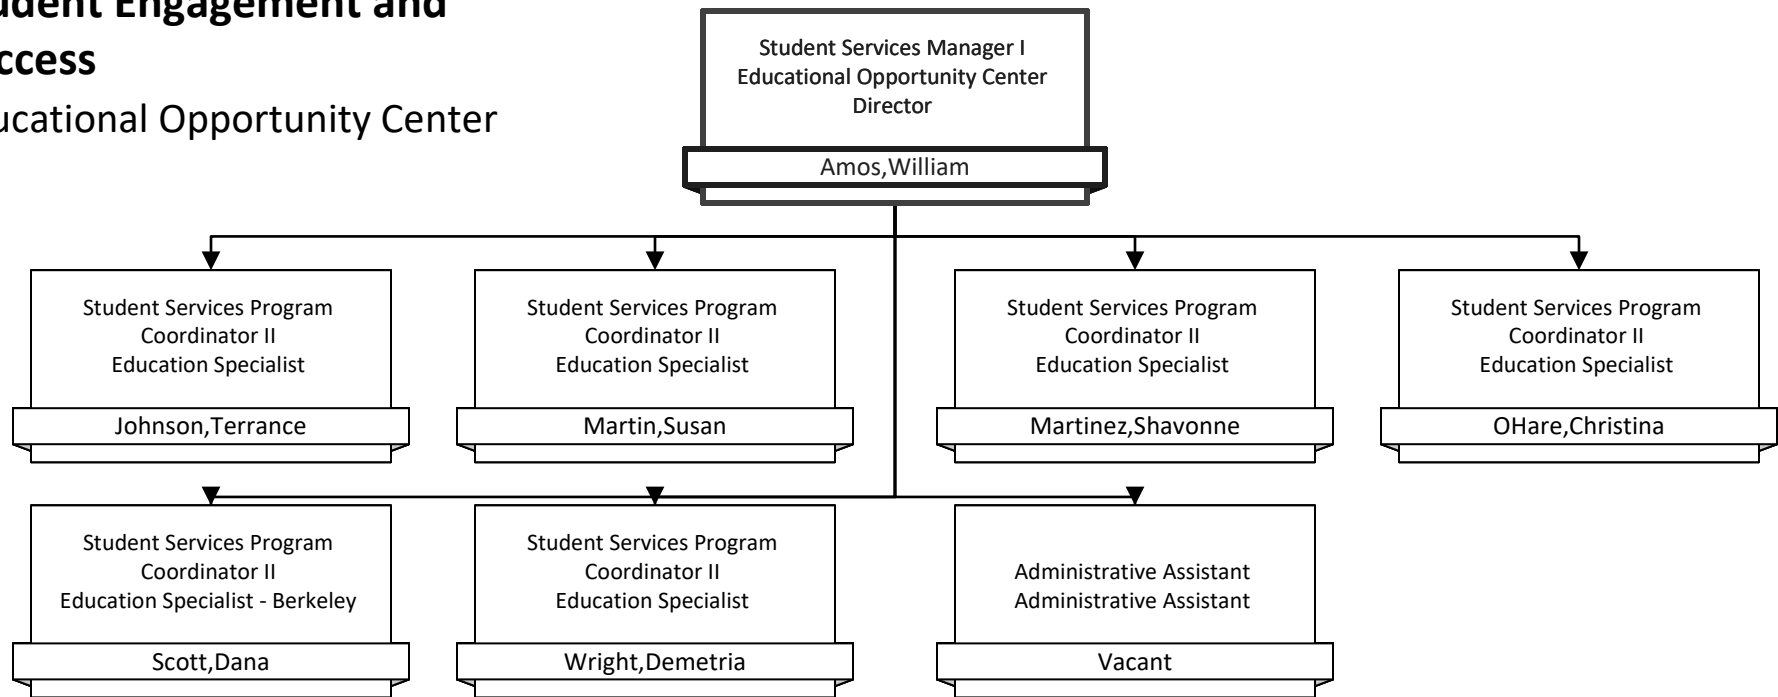 udent Engagement and
ccess
ucational Opportunity Center
Student Services Manager I
Educational Opportunity Center
Director
Amos,William
Student Services Program
Coordinator II
Education Specialist
Johnson,Terrance
Student Services Program
Coordinator II
Education Specialist
Martin,Susan
Student Services Program
Coordinator II
Education Specialist
Martinez,Shavonne
Student Services Program
Coordinator II
Education Specialist
OHare,Christina
Student Services Program
Coordinator II
Education Specialist - Berkeley
Scott,Dana
Student Services Program
Coordinator II
Education Specialist
Wright,Demetria
Administrative Assistant
Administrative Assistant
Vacant